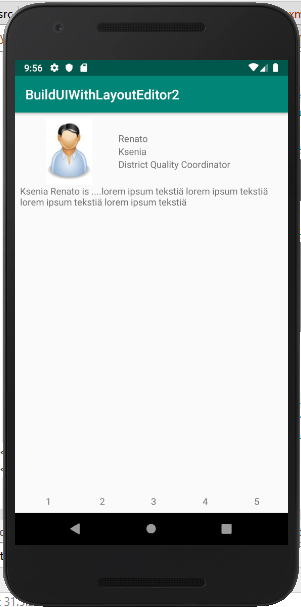 9:56
BuildUIWithLayoutEditor2
Renato
Ksenia
District Quality Coordinator
Ksenia Renato is ....lorem ipsum tekstiä lorem ipsum tekstiä
lorem ipsum tekstiä lorem ipsum tekstiä
1 2 3 4 5